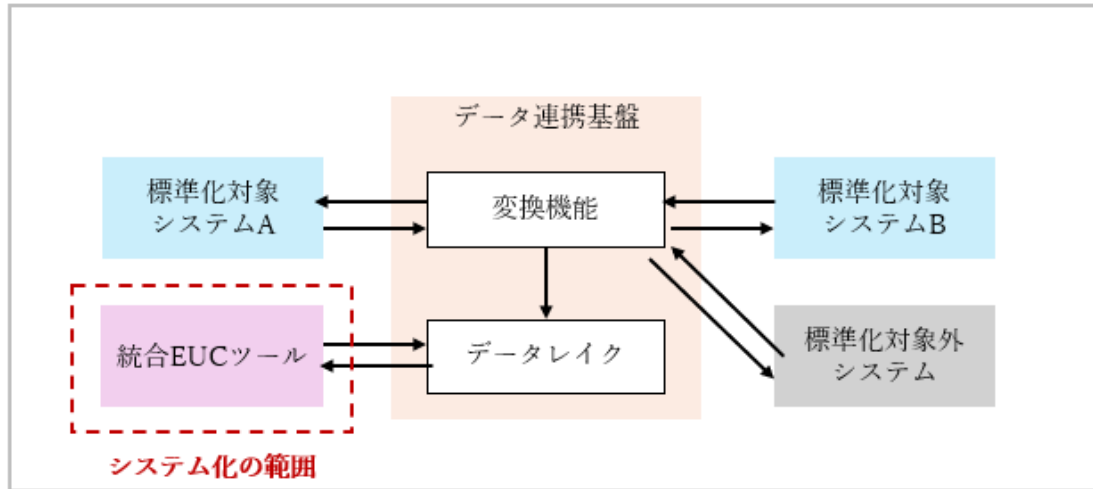 データ連携基盤
標準化対象
システムA
変換機能
標準化対象
システムB
統合EUCツール
データレイク
標準化対象外
システム
システム化の範囲